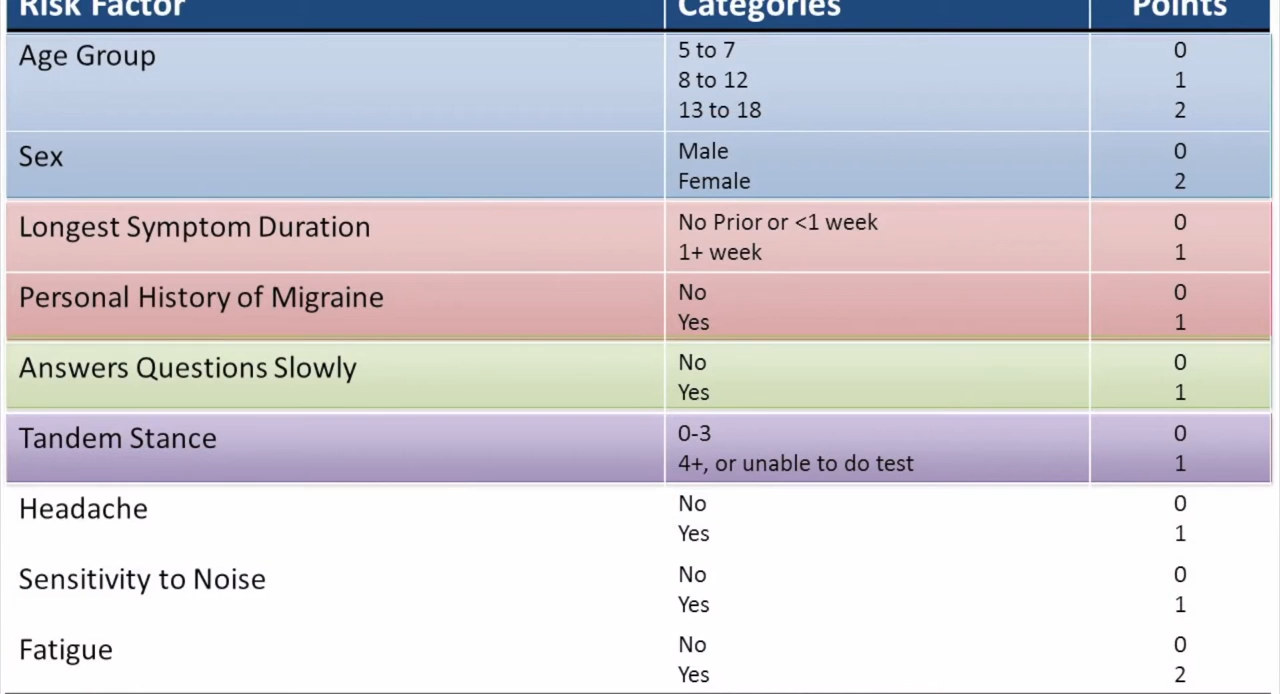 Risk Factor Categories Points
Age Group 5 to 7 0
8 to 12 1
13 to 18 2
Sex Male 0
Female 2
Longest Symptom Duration No Prior or <1 week 0
1+ week 1
Personal History of Migraine No 0
Yes 1
Answers Questions Slowly No 0
Yes 1
Tandem Stance 0-3 0
4+, or unable to do test 1
Headache No 0
Yes 1
Sensitivity to Noise No 0
Yes 1
Fatigue No 0
Yes 2